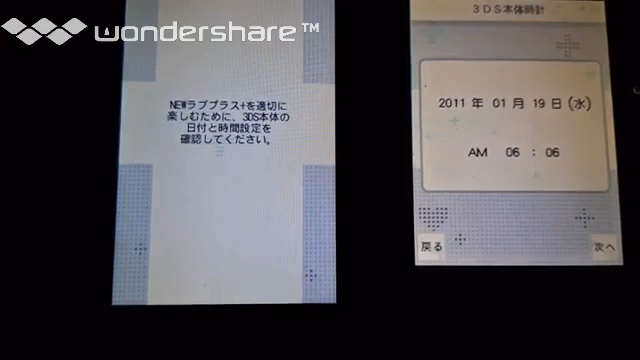 wondershare™
NEWラブプラス+を適切に
楽しむために、3DS本体の
日付と時間設定を
確認してください。
3DS本体時計
2011 年 01 月 19 日 (水)
AM 06 : 06
戻る
次へ